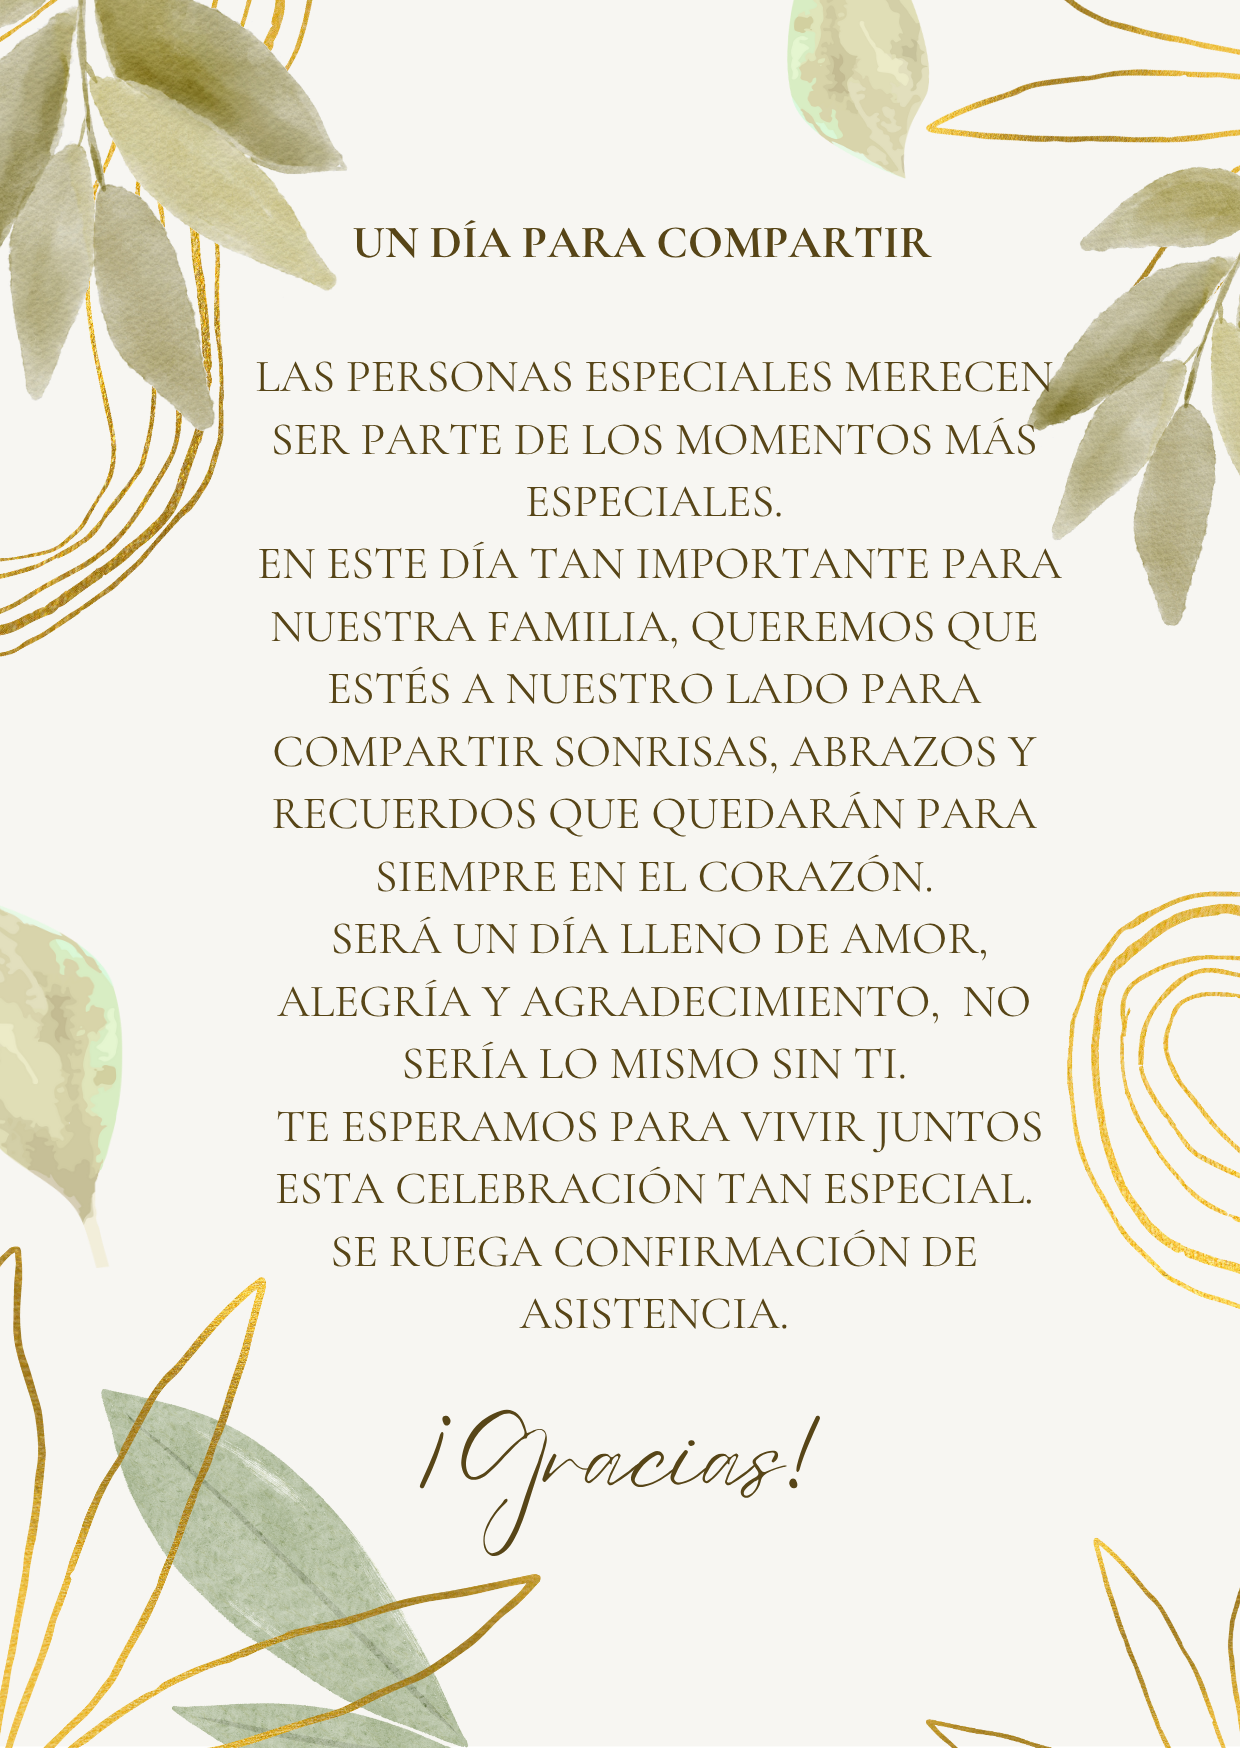 UN DÍA PARA COMPARTIR
LAS PERSONAS ESPECIALES MERECEN
SER PARTE DE LOS MOMENTOS MÁS
ESPECIALES.
EN ESTE DÍA TAN IMPORTANTE PARA
NUESTRA FAMILIA, QUEREMOS QUE
ESTÉS A NUESTRO LADO PARA
COMPARTIR SONRISAS, ABRAZOS Y
RECUERDOS QUE QUEDARÁN PARA
SIEMPRE EN EL CORAZÓN.
SERÁ UN DÍA LLENO DE AMOR,
ALEGRÍA Y AGRADECIMIENTO,  NO
SERÍA LO MISMO SIN TI.
TE ESPERAMOS PARA VIVIR JUNTOS
ESTA CELEBRACIÓN TAN ESPECIAL.
SE RUEGA CONFIRMACIÓN DE
ASISTENCIA.
¡Gracias!